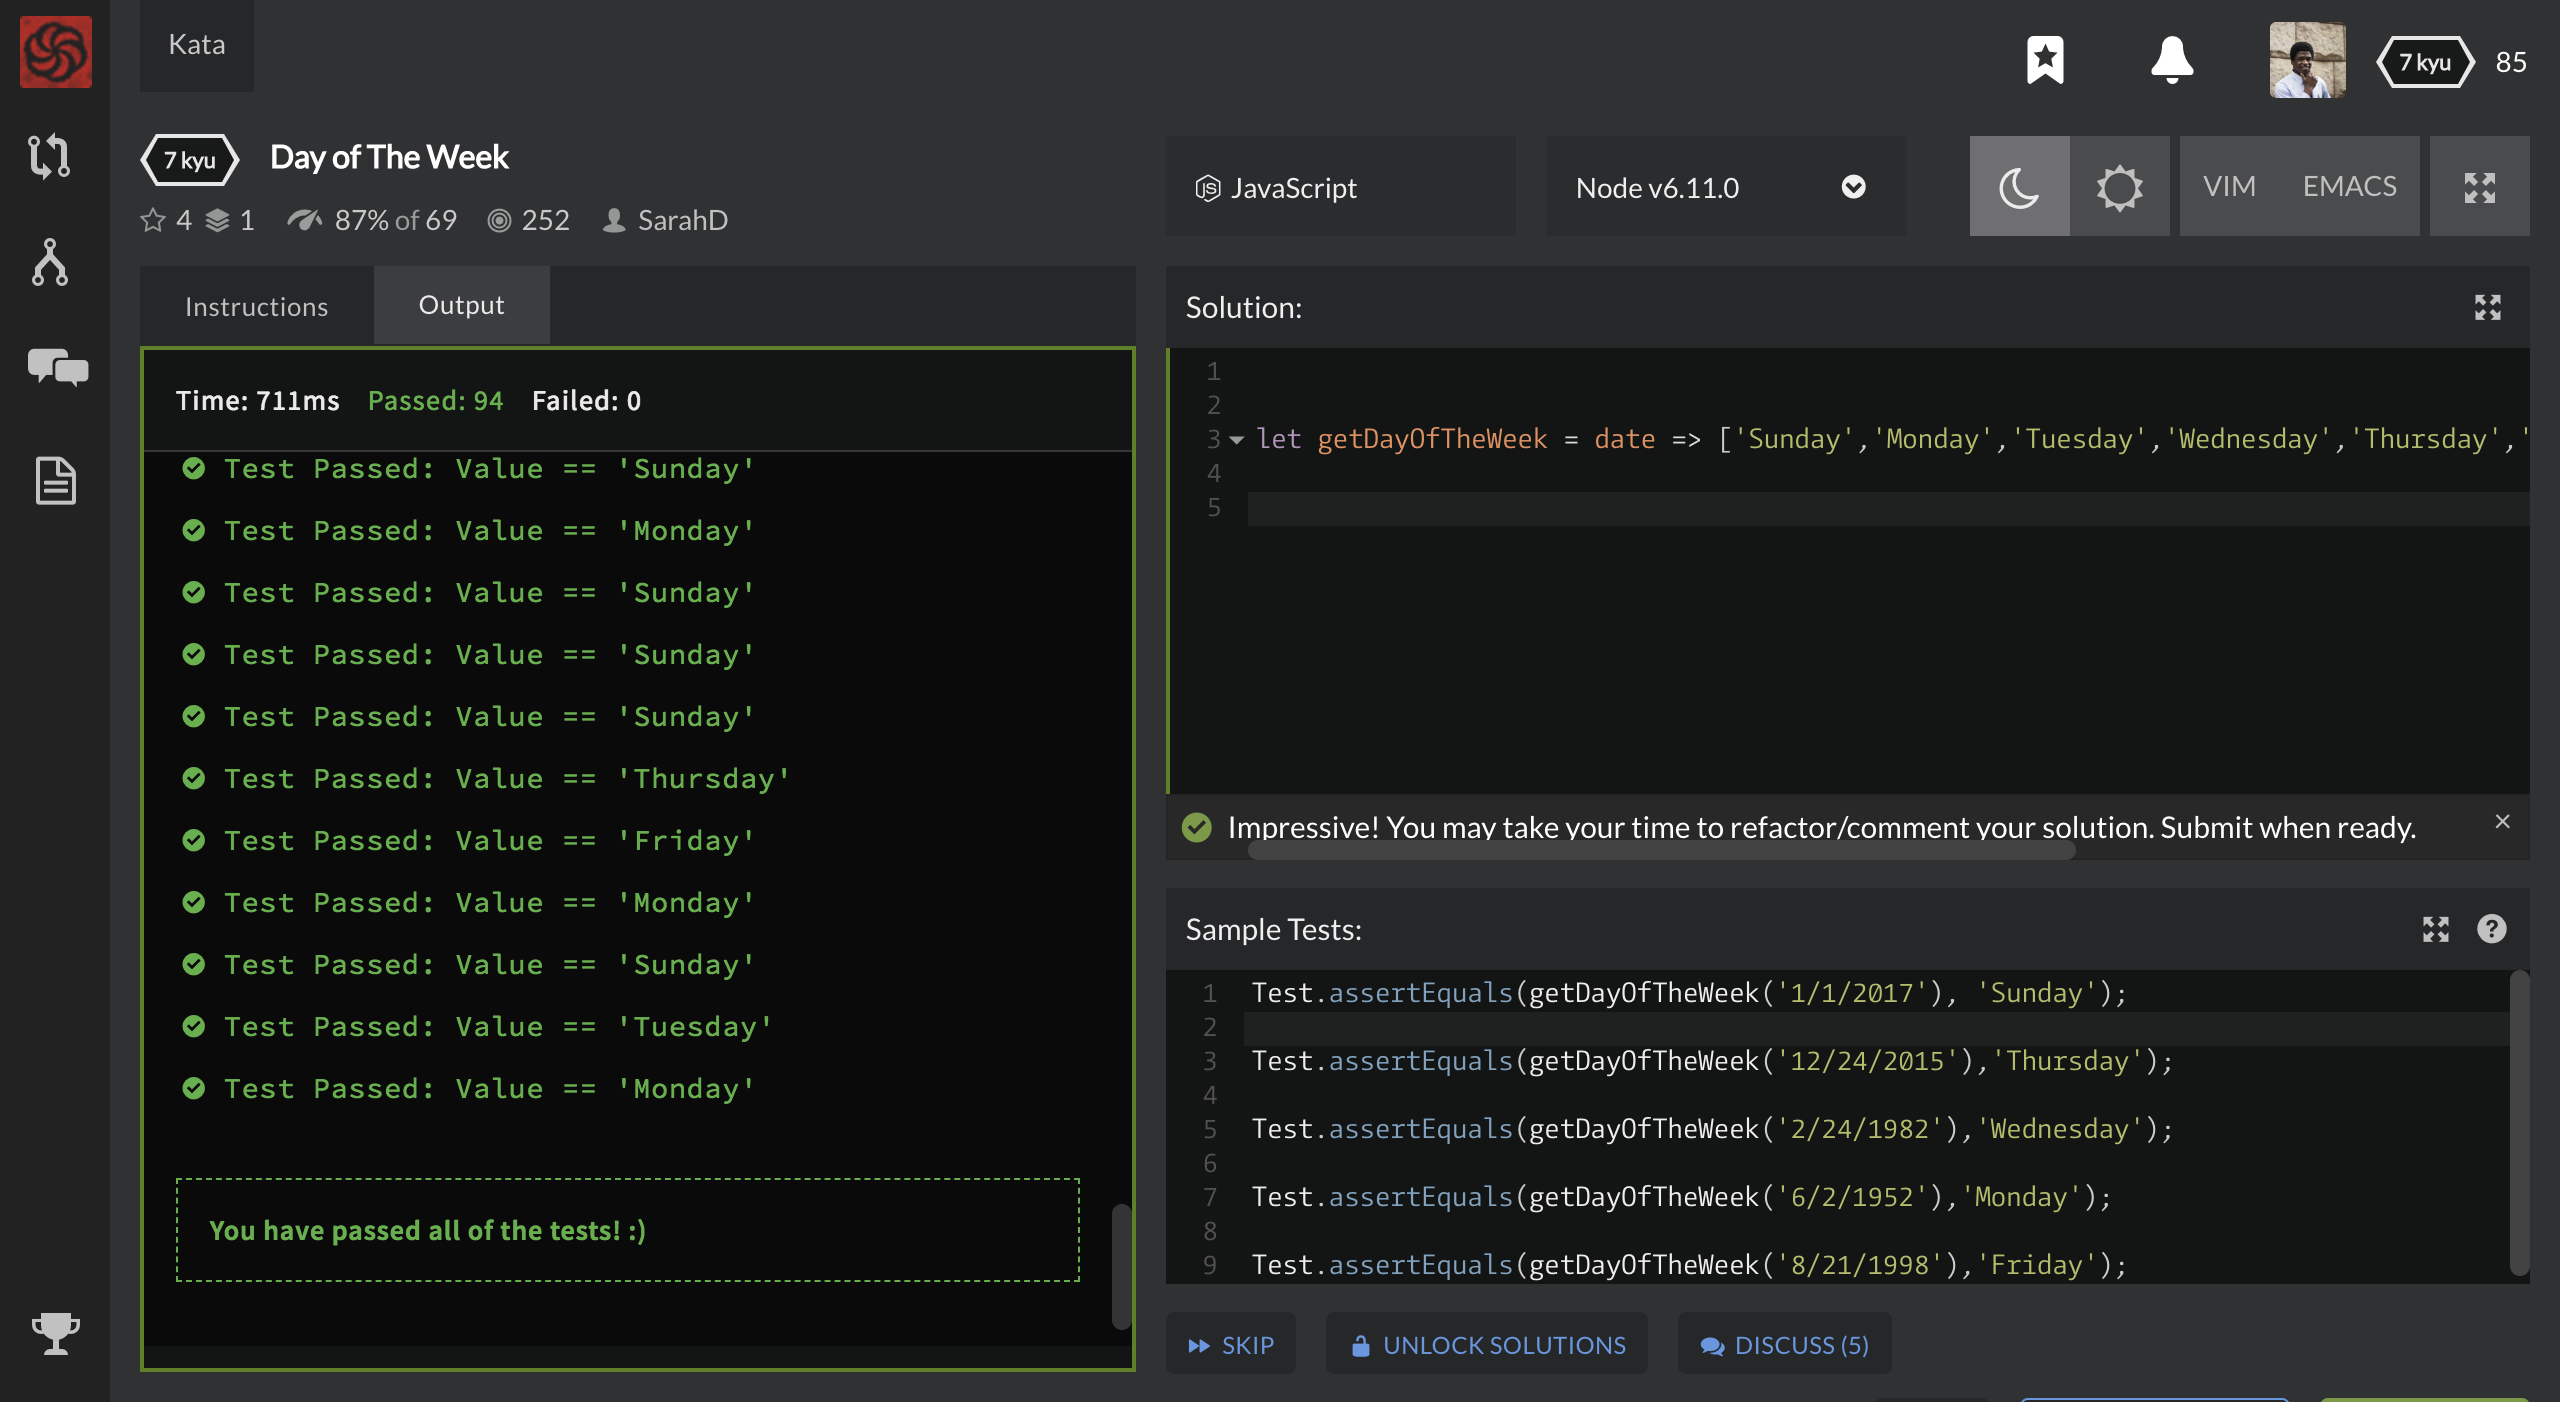 Kata
7 kyu 85
7 kyu Day of The Week
4 1 87% of 69 252 SarahD
JavaScript
Node v6.11.0
VIM EMACS
Instructions Output
Time: 711ms Passed: 94 Failed: 0
Test Passed: Value == 'Sunday'
Test Passed: Value == 'Monday'
Test Passed: Value == 'Sunday'
Test Passed: Value == 'Sunday'
Test Passed: Value == 'Sunday'
Test Passed: Value == 'Thursday'
Test Passed: Value == 'Friday'
Test Passed: Value == 'Monday'
Test Passed: Value == 'Sunday'
Test Passed: Value == 'Tuesday'
Test Passed: Value == 'Monday'
You have passed all of the tests! :)
Solution:
1
2
3 let getDayOfTheWeek = date => ['Sunday','Monday','Tuesday','Wednesday','Thursday','
4
5
Impressive! You may take your time to refactor/comment your solution. Submit when ready. ×
Sample Tests: ?
1 Test.assertEquals(getDayOfTheWeek('1/1/2017'), 'Sunday');
2
3 Test.assertEquals(getDayOfTheWeek('12/24/2015'),'Thursday');
4
5 Test.assertEquals(getDayOfTheWeek('2/24/1982'),'Wednesday');
6
7 Test.assertEquals(getDayOfTheWeek('6/2/1952'),'Monday');
8
9 Test.assertEquals(getDayOfTheWeek('8/21/1998'),'Friday');
SKIP UNLOCK SOLUTIONS DISCUSS (5)